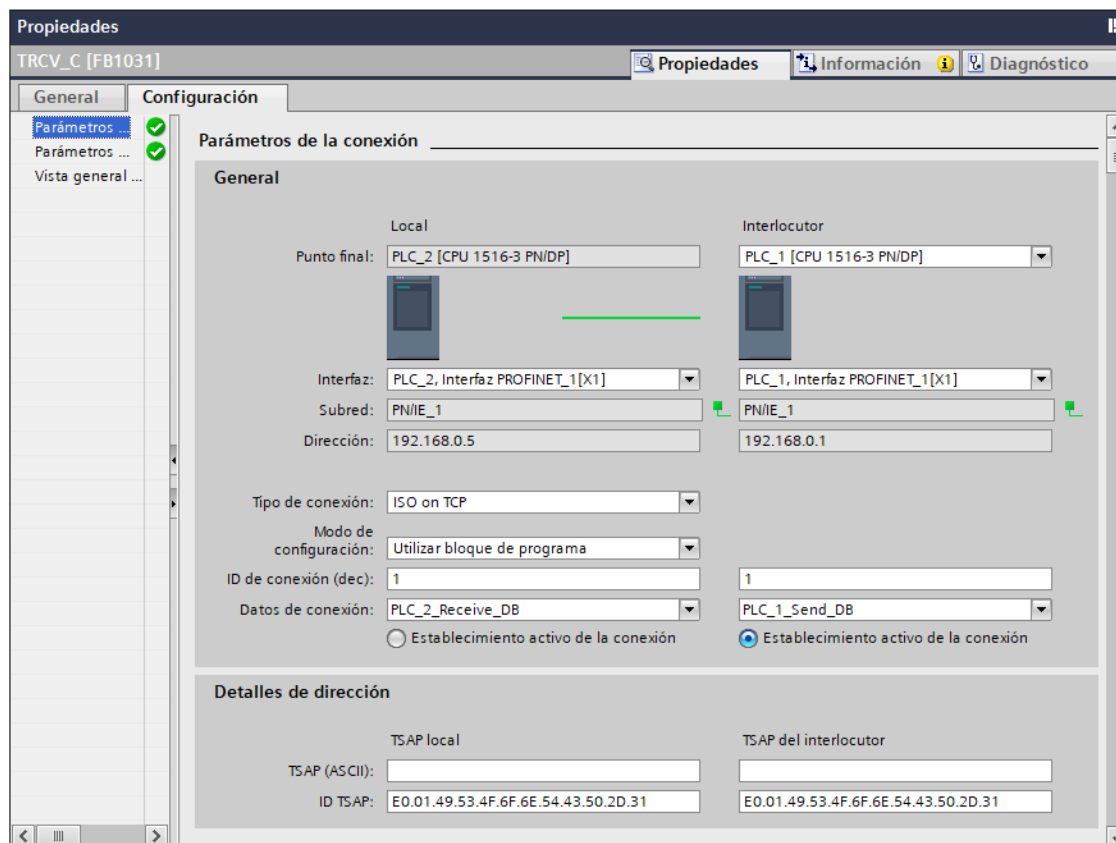 Propiedades
TRCV_C [FB1031]
Propiedades Información Diagnóstico
General Configuración
Parámetros ...
Parámetros ...
Vista general ...
Parámetros de la conexión
General
Local Interlocutor
Punto final: PLC_2 [CPU 1516-3 PN/DP] PLC_1 [CPU 1516-3 PN/DP]
Interfaz: PLC_2, Interfaz PROFINET_1[X1] PLC_1, Interfaz PROFINET_1[X1]
Subred: PN/IE_1 PN/IE_1
Dirección: 192.168.0.5 192.168.0.1
Tipo de conexión: ISO on TCP
Modo de
configuración: Utilizar bloque de programa
ID de conexión (dec): 1 1
Datos de conexión: PLC_2_Receive_DB PLC_1_Send_DB
Establecimiento activo de la conexión Establecimiento activo de la conexión
Detalles de dirección
TSAP local TSAP del interlocutor
TSAP (ASCII):
ID TSAP: E0.01.49.53.4F.6F.6E.54.43.50.2D.31 E0.01.49.53.4F.6F.6E.54.43.50.2D.31